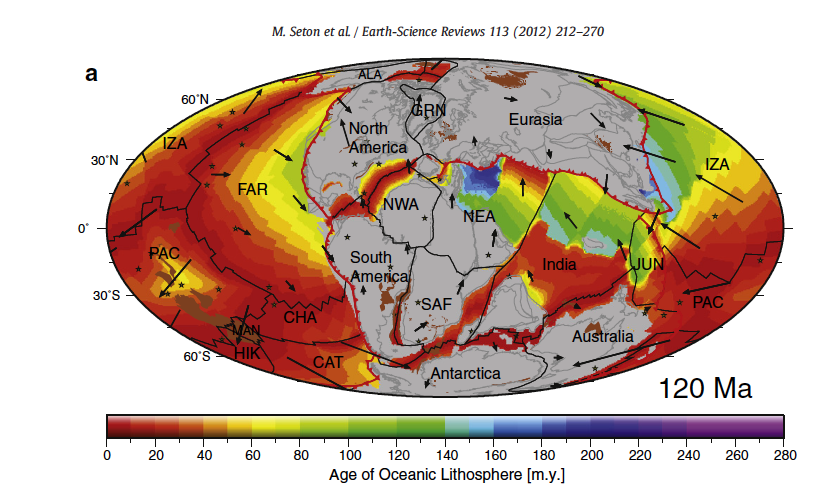 M. Seton et al. / Earth-Science Reviews 113 (2012) 212–270
a
ALA
60°N
GRN
Eurasia
North
America
IZA
30°N
IZA
FAR
NWA
NEA
0°
PAC
South
America
India
JUN
30°S
SAF
PAC
CHA
MAN
HIK
Australia
60°S
CAT
Antarctica
120 Ma
0 20 40 60 80 100 120 140 160 180 200 220 240 260 280
Age of Oceanic Lithosphere [m.y.]